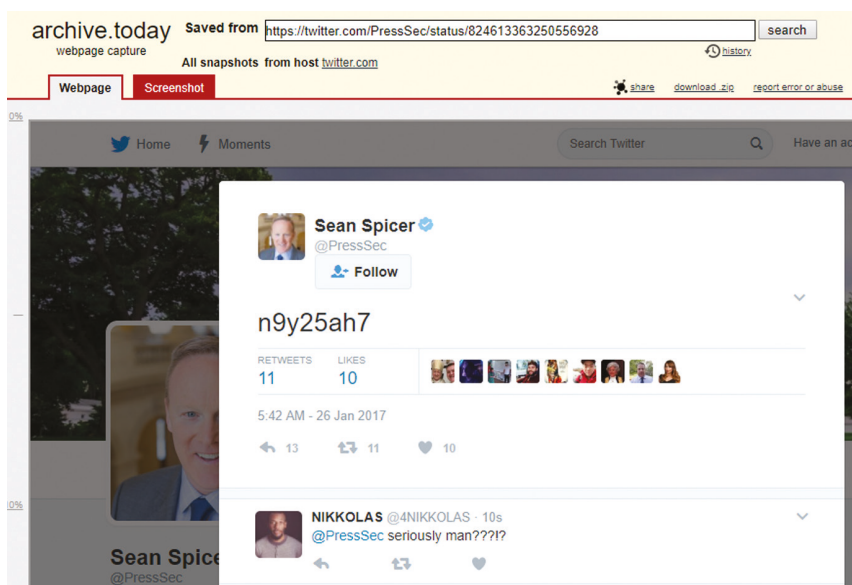 archive.today
webpage capture
Saved from https://twitter.com/PressSec/status/824613363250556928 search
history
All snapshots from host twitter.com
Webpage Screenshot
share download .zip report error or abuse
0%
Home Moments Search Twitter Have an ac
Sean Spicer
@PressSec
Follow
n9y25ah7
RETWEETS LIKES
11 10
5:42 AM - 26 Jan 2017
13 11 10
10%
NIKKOLAS @4NIKKOLAS · 10s
@PressSec seriously man???!?
Sean Spice
@PressSec